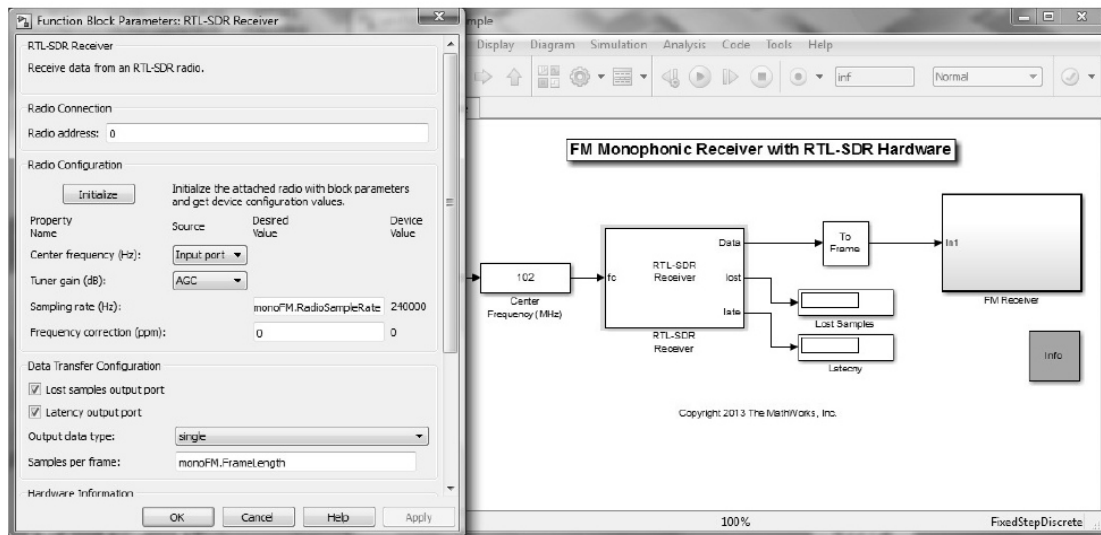 Function Block Parameters: RTL-SDR Receiver
RTL-SDR Receiver
Receive data from an RTL-SDR radio.
Radio Connection
Radio address: 0
Radio Configuration
Initialize
Initialize the attached radio with block parameters
and get device configuration values.
Property
Name
Source
Desired
Value
Device
Value
Center frequency (Hz): Input port
Tuner gain (dB): AGC
Sampling rate (Hz): monoFM.RadioSampleRate 240000
Frequency correction (ppm): 0 0
Data Transfer Configuration
Lost samples output port
Latency output port
Output data type: single
Samples per frame: monoFM.FrameLength
Hardware Information
OK Cancel Help Apply
mple
Display Diagram Simulation Analysis Code Tools Help
inf Normal
FM Monophonic Receiver with RTL-SDR Hardware
102
Center
Frequency (MHz)
fc
RTL-SDR
Receiver
Data
lost
late
RTL-SDR
Receiver
To
Frame
In1
FM Receiver
Lost Samples
Latecny
Info
Copyright 2013 The MathWorks, Inc.
100% FixedStepDiscrete